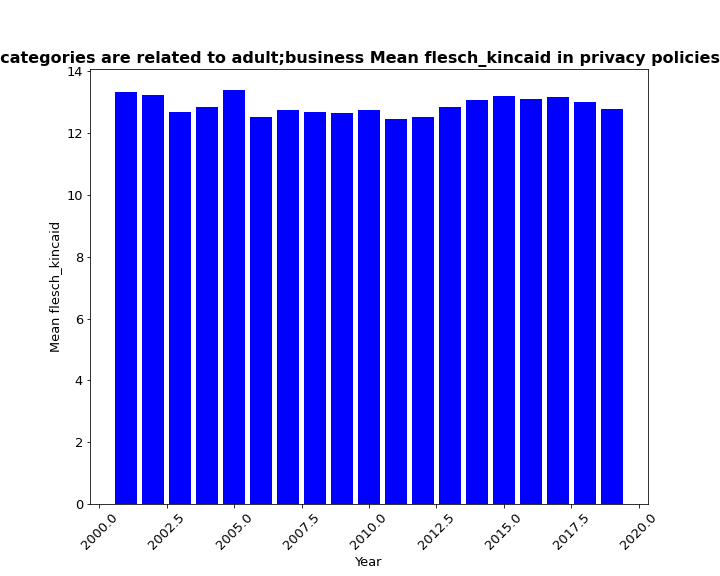 categories are related to adult;business Mean flesch_kincaid in privacy policies
14
12
10
8
6
4
2
0
Mean flesch_kincaid
2000.0 2002.5 2005.0 2007.5 2010.0 2012.5 2015.0 2017.5 2020.0
Year